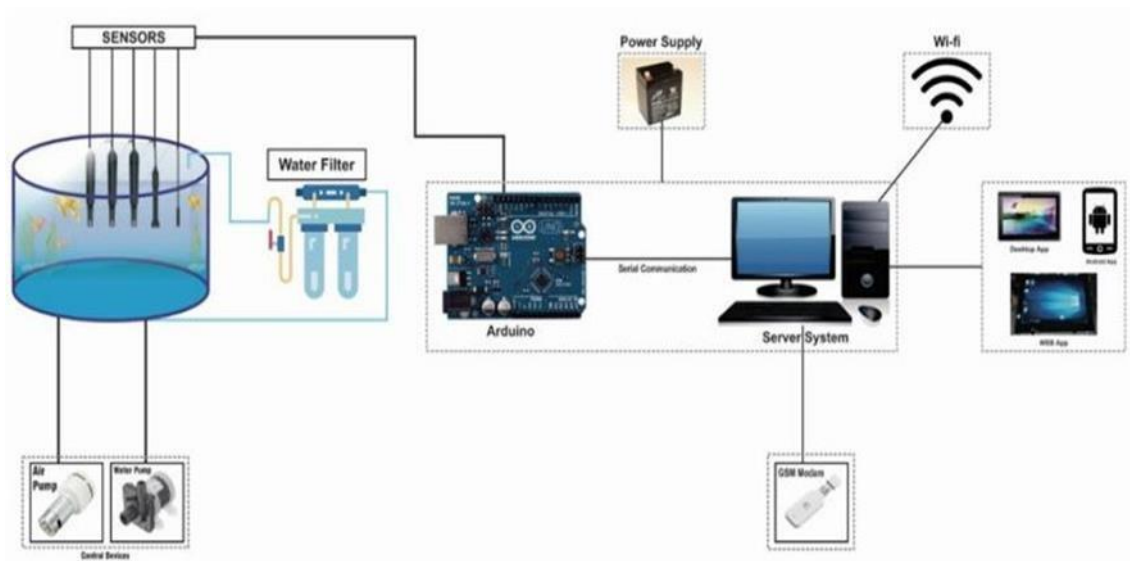 SENSORS
Power Supply
Wi-fi
Water Filter
Desktop App
Android App
WEB App
Serial Communication
Arduino
Server System
Air
Pump
Water Pump
GSM Modem
Control Devices